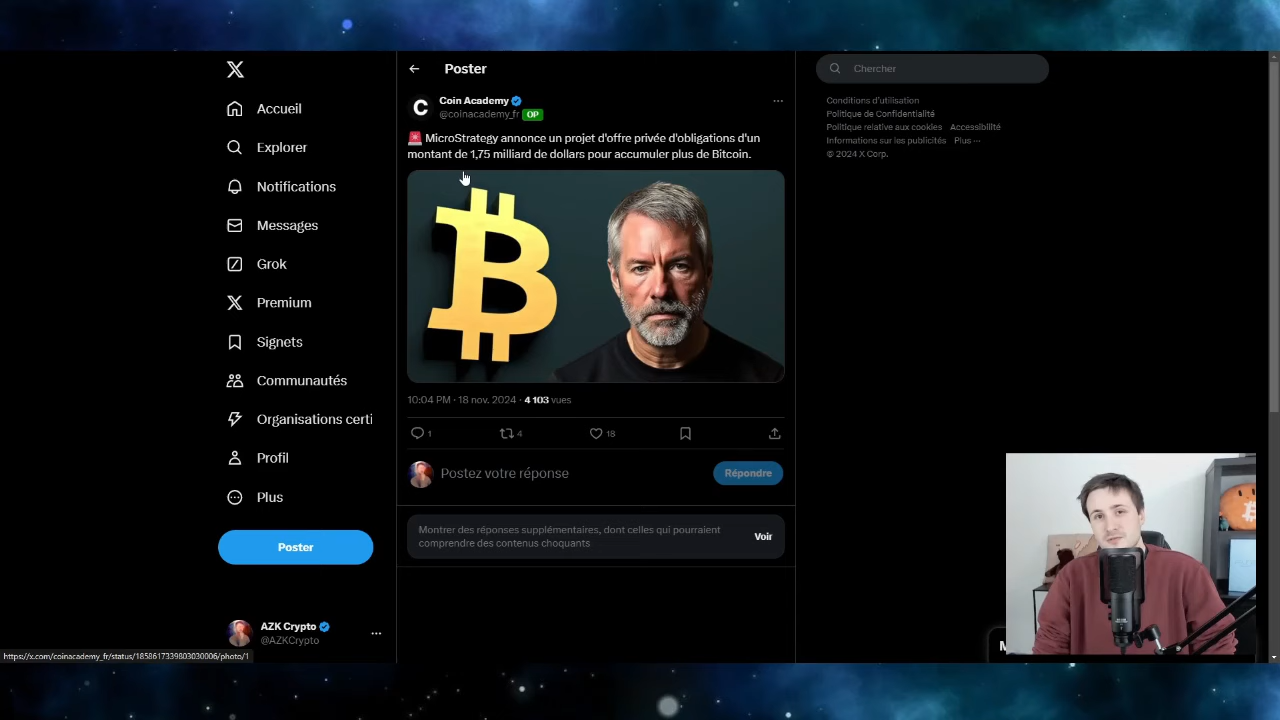 Poster
Chercher
Coin Academy
@coinacademy_fr OP
🚨 MicroStrategy annonce un projet d'offre privée d'obligations d'un
montant de 1,75 milliard de dollars pour accumuler plus de Bitcoin.
10:04 PM · 18 nov. 2024 · 4 103 vues
1
4
18
Postez votre réponse
Répondre
Montrer des réponses supplémentaires, dont celles qui pourraient
comprendre des contenus choquants
Voir
Accueil
Explorer
Notifications
Messages
Grok
Premium
Signets
Communautés
Organisations certi
Profil
Plus
Poster
AZK Crypto
@AZKCrypto
Conditions d'utilisation
Politique de Confidentialité
Politique relative aux cookies Accessibilité
Informations sur les publicités Plus ···
© 2024 X Corp.
https://x.com/coinacademy_fr/status/1858617339803030006/photo/1